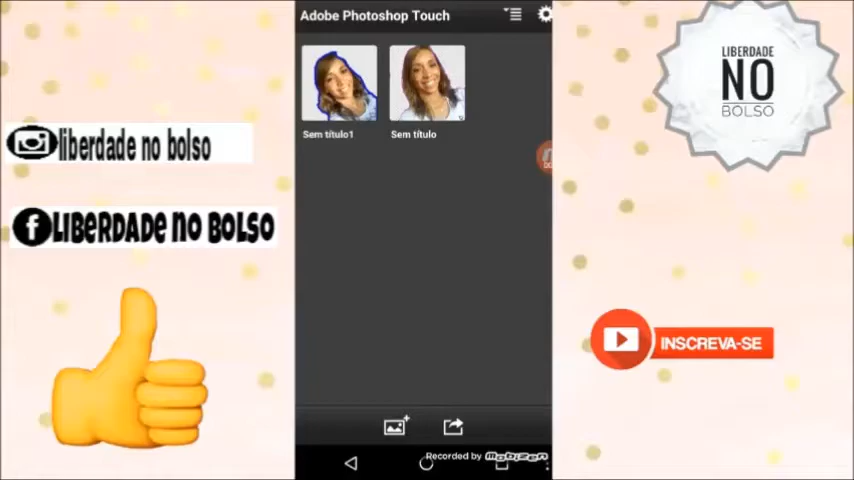 Adobe Photoshop Touch
Sem título1
Sem título
liberdade no bolso
LIBERDADE NO BOLSO
LIBERDADE
NO
BOLSO
INSCREVA-SE
Recorded by mobizen